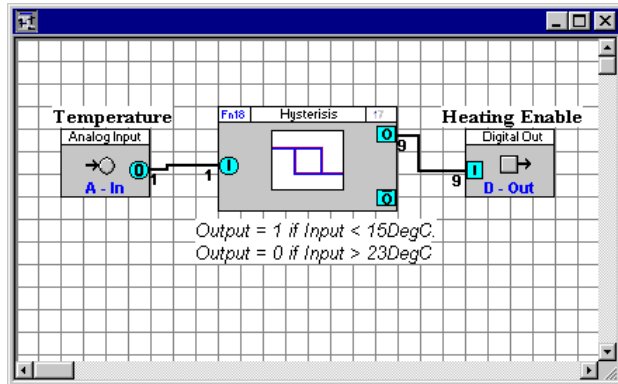 Temperature
Analog Input
O
A - In
1
Fn18 Hysterisis 17
1
I
O
9
O
Heating Enable
Digital Out
I
9
D - Out
Output = 1 if Input < 15DegC.
Output = 0 if Input > 23DegC